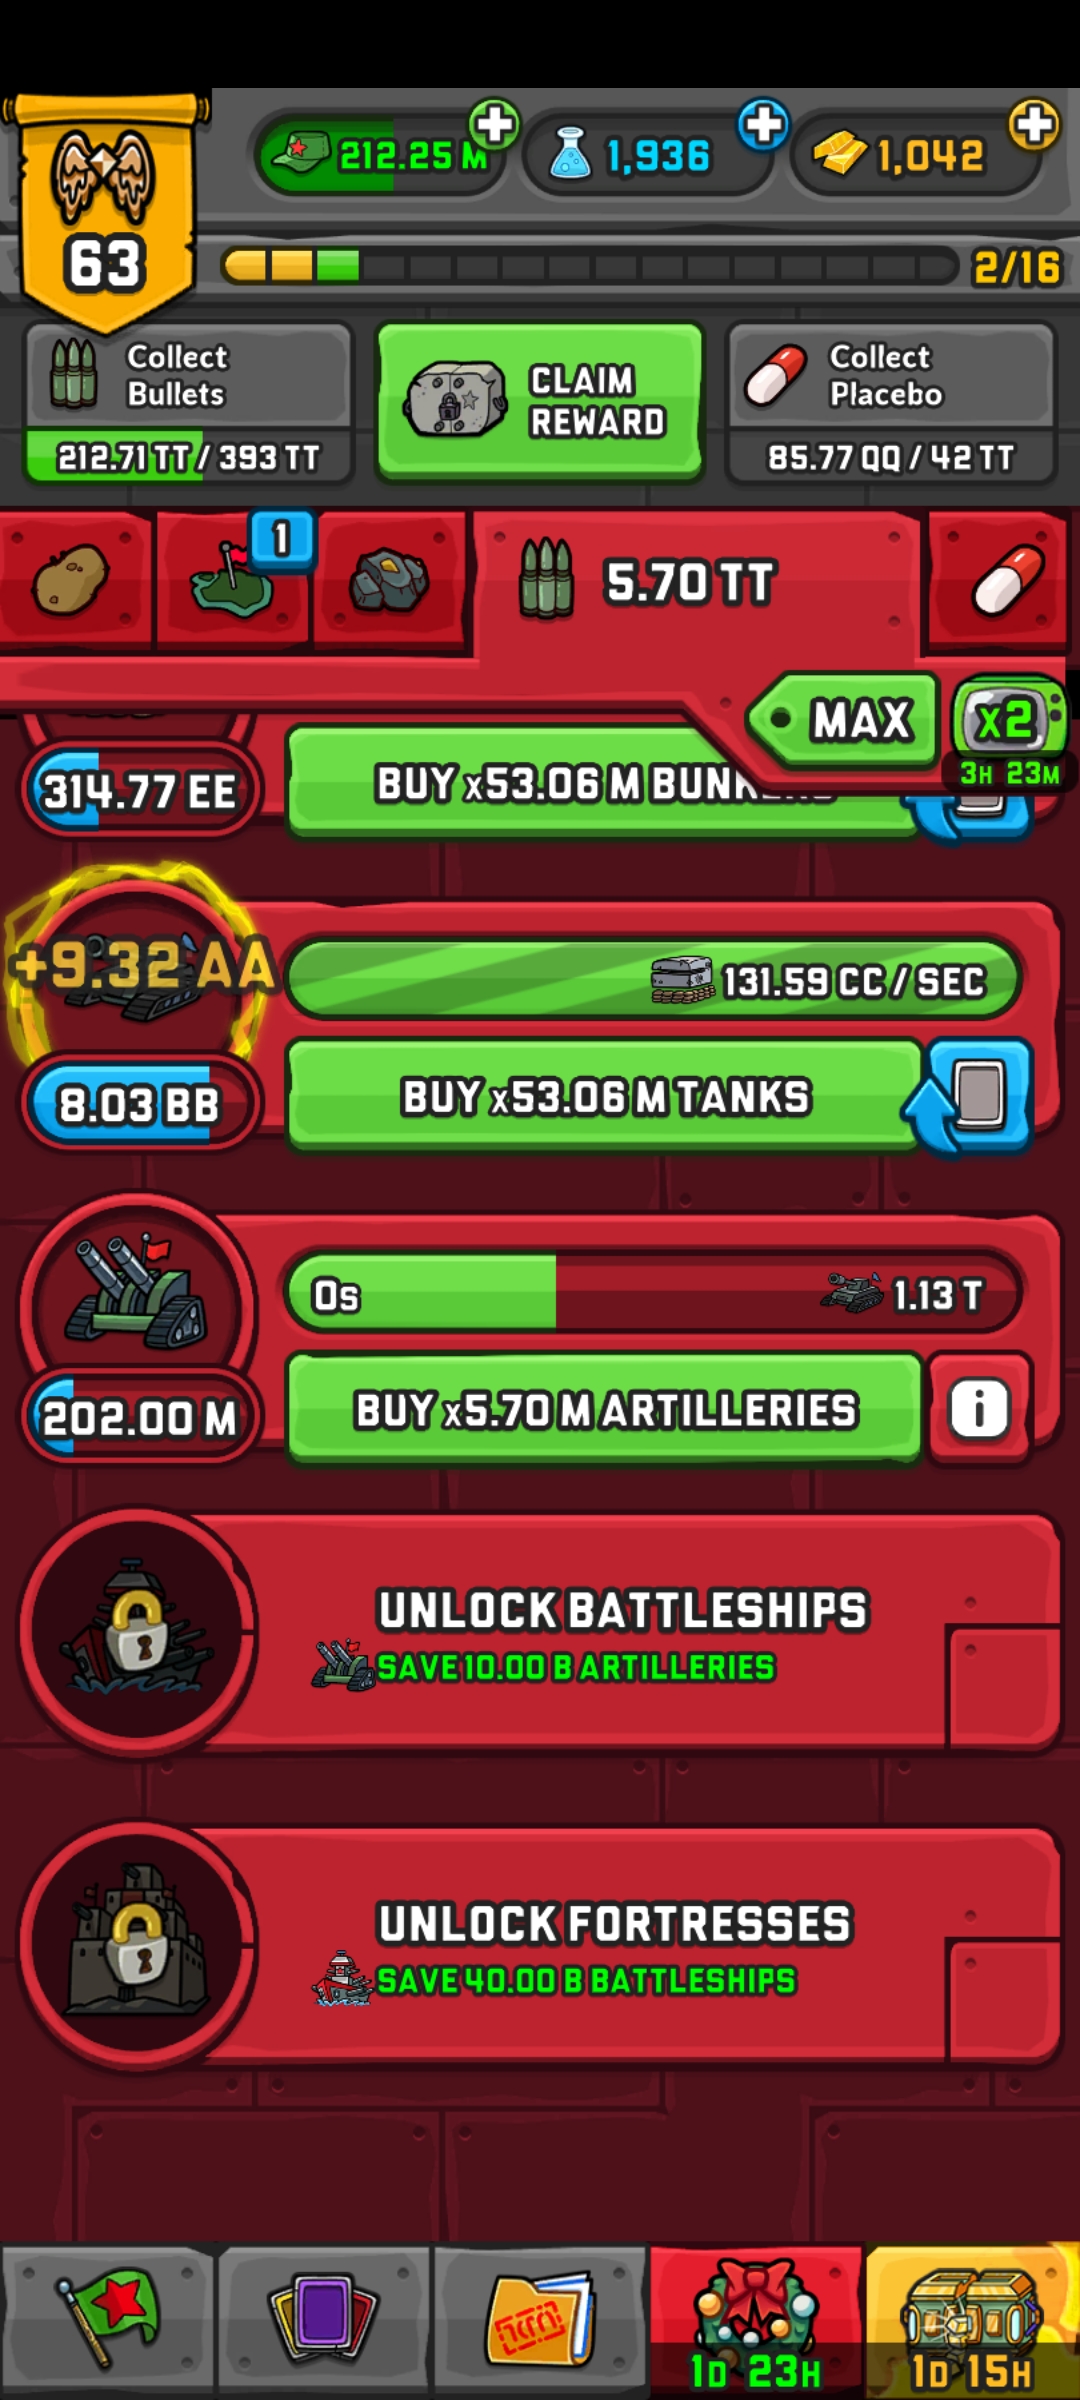 212.25 M
1,936
1,042
63
2/16
Collect
Bullets
212.71 TT / 393 TT
CLAIM
REWARD
Collect
Placebo
85.77 QQ / 42 TT
1
5.70 TT
MAX
x2
3H 23M
314.77 EE
BUY x53.06 M
+9.32 AA
131.59 CC / SEC
8.03 BB
BUY x53.06 M TANKS
0s
1.13 T
202.00 M
BUY x5.70 M ARTILLERIES
i
UNLOCK BATTLESHIPS
SAVE 10.00 B ARTILLERIES
UNLOCK FORTRESSES
SAVE 40.00 B BATTLESHIPS
1D 23H
1D 15H